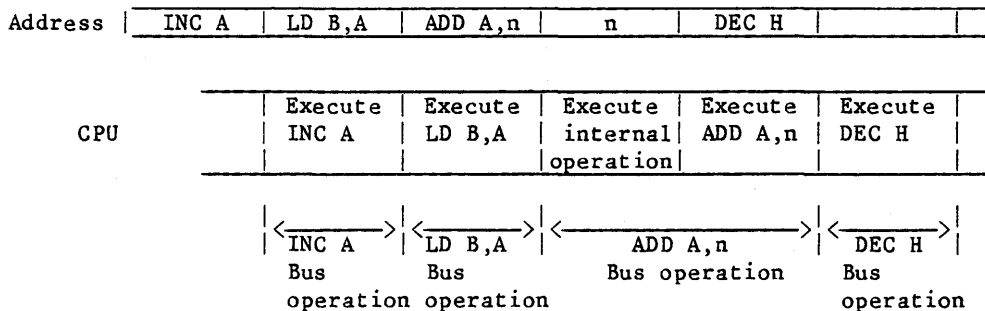 Address INC A LD B,A ADD A,n n DEC H
Execute Execute Execute Execute Execute
CPU INC A LD B,A internal ADD A,n DEC H
operation
INC A LD B,A ADD A,n DEC H
Bus Bus Bus operation Bus
operation operation operation